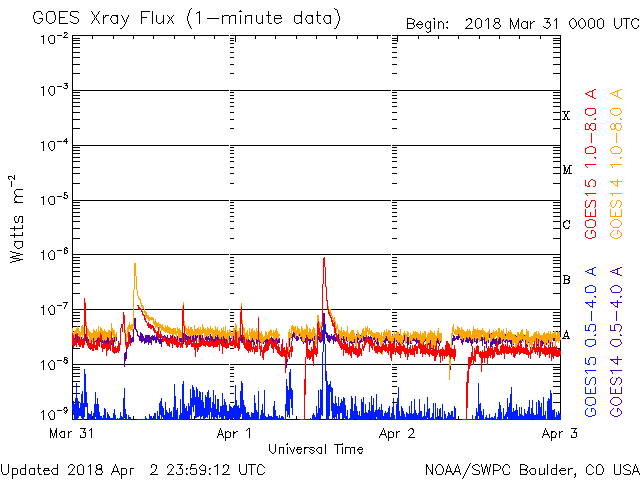 GOES Xray Flux (1-minute data)
Begin: 2018 Mar 31 0000 UTC
10⁻²
10⁻³
10⁻⁴
10⁻⁵
10⁻⁶
10⁻⁷
10⁻⁸
10⁻⁹
Watts m⁻²
X
M
C
B
A
GOES15 1.0-8.0 A
GOES14 1.0-8.0 A
GOES15 0.5-4.0 A
GOES14 0.5-4.0 A
Mar 31
Apr 1
Apr 2
Apr 3
Universal Time
Updated 2018 Apr 2 23:59:12 UTC
NOAA/SWPC Boulder, CO USA